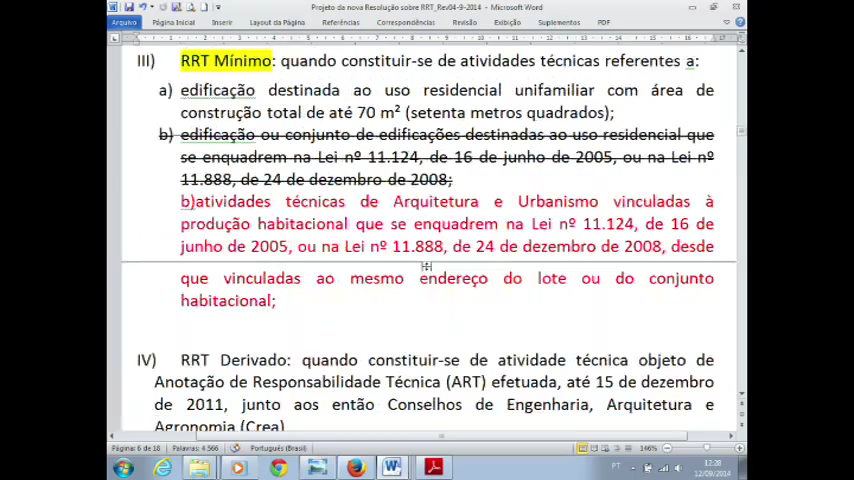 Projeto da nova Resolução sobre RRT_Rev04-9-2014 - Microsoft Word
Arquivo Página Inicial Inserir Layout da Página Referências Correspondências Revisão Exibição Suplementos PDF
III) RRT Mínimo: quando constituir-se de atividades técnicas referentes a:
a) edificação destinada ao uso residencial unifamiliar com área de
construção total de até 70 m² (setenta metros quadrados);
b) edificação ou conjunto de edificações destinadas ao uso residencial que
se enquadrem na Lei nº 11.124, de 16 de junho de 2005, ou na Lei nº
11.888, de 24 de dezembro de 2008;
b)atividades técnicas de Arquitetura e Urbanismo vinculadas à
produção habitacional que se enquadrem na Lei nº 11.124, de 16 de
junho de 2005, ou na Lei nº 11.888, de 24 de dezembro de 2008, desde
que vinculadas ao mesmo endereço do lote ou do conjunto
habitacional;
IV) RRT Derivado: quando constituir-se de atividade técnica objeto de
Anotação de Responsabilidade Técnica (ART) efetuada, até 15 de dezembro
de 2011, junto aos então Conselhos de Engenharia, Arquitetura e
Agronomia (Crea)
Página: 6 de 18 Palavras: 4.566 Português (Brasil) 146%
PT 12:28
12/09/2014